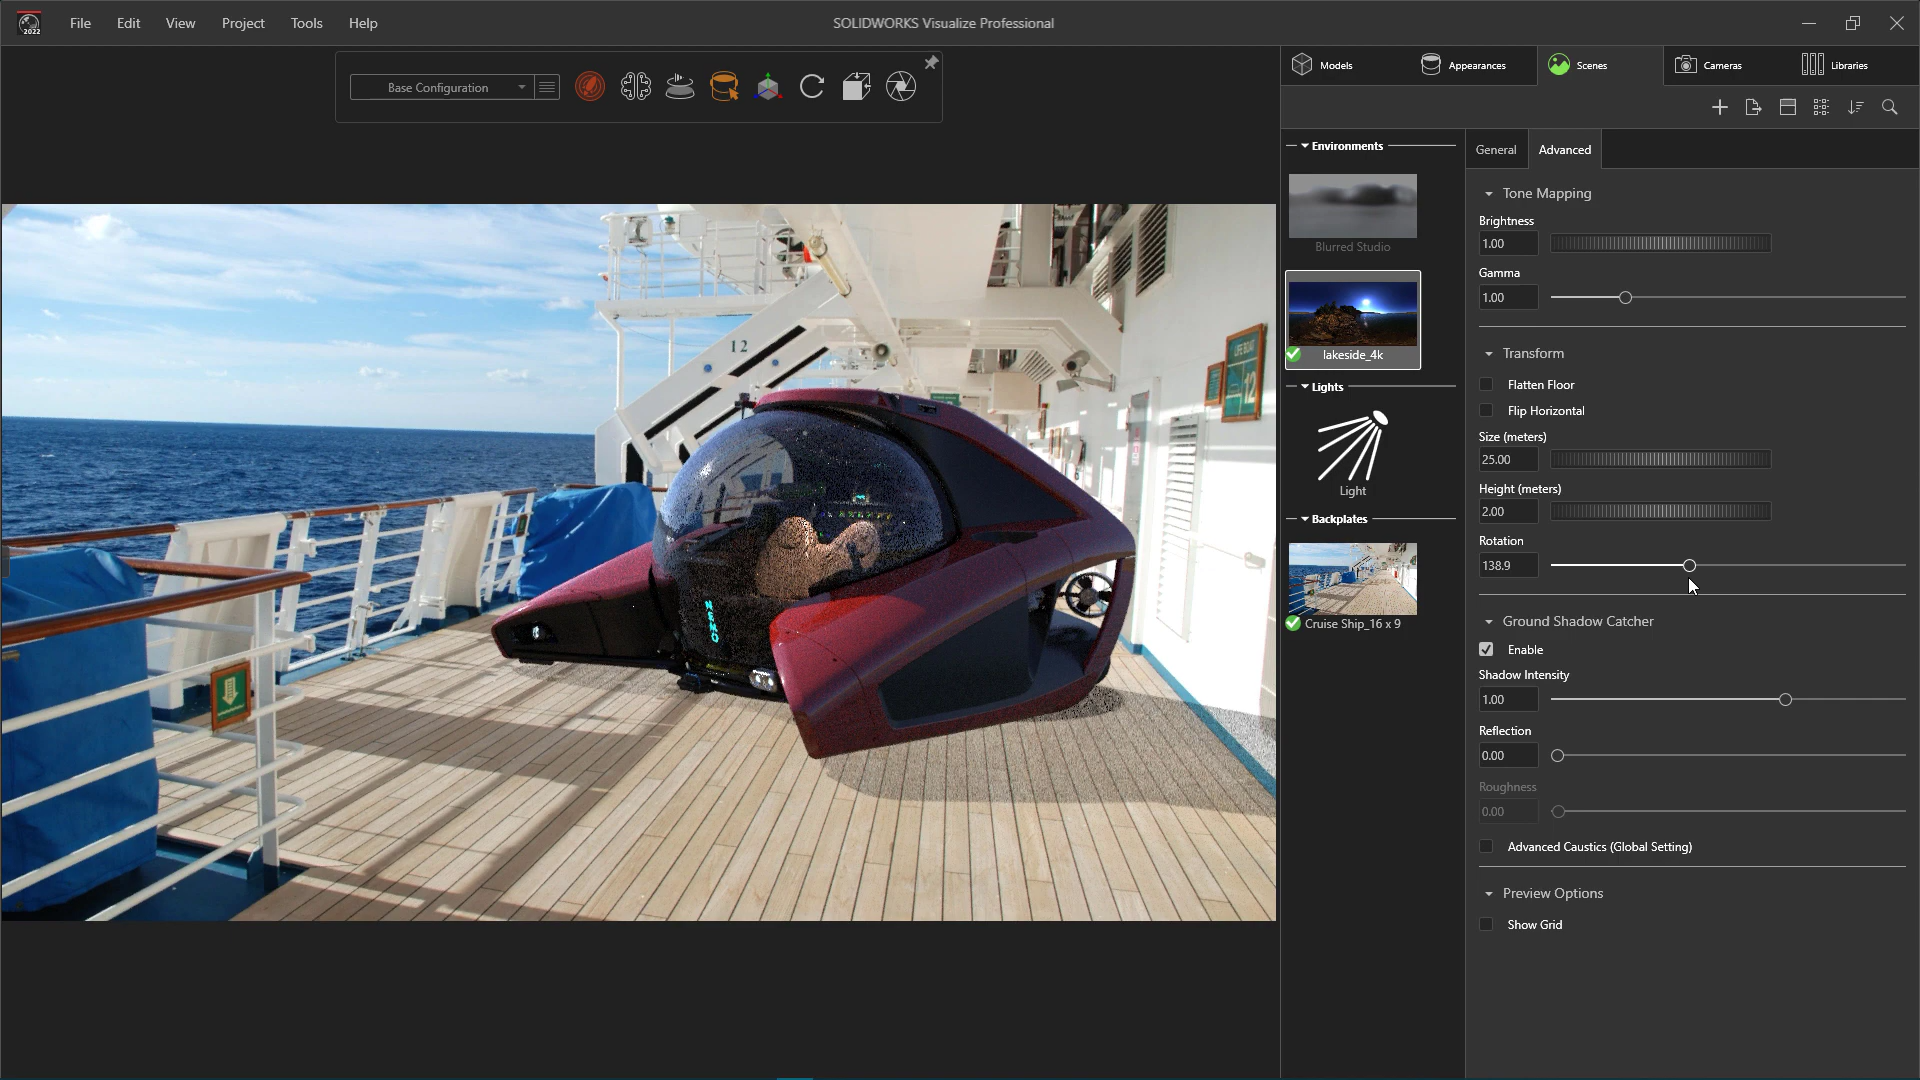 2022
File Edit View Project Tools Help
SOLIDWORKS Visualize Professional
Base Configuration
Models Appearances Scenes Cameras Libraries
Environments
Blurred Studio
lakeside_4k
Lights
Light
Backplates
Cruise Ship_16 x 9
General Advanced
Tone Mapping
Brightness
1.00
Gamma
1.00
Transform
Flatten Floor
Flip Horizontal
Size (meters)
25.00
Height (meters)
2.00
Rotation
138.9
Ground Shadow Catcher
Enable
Shadow Intensity
1.00
Reflection
0.00
Roughness
0.00
Advanced Caustics (Global Setting)
Preview Options
Show Grid
12
LIFE BOAT
12
NEMO